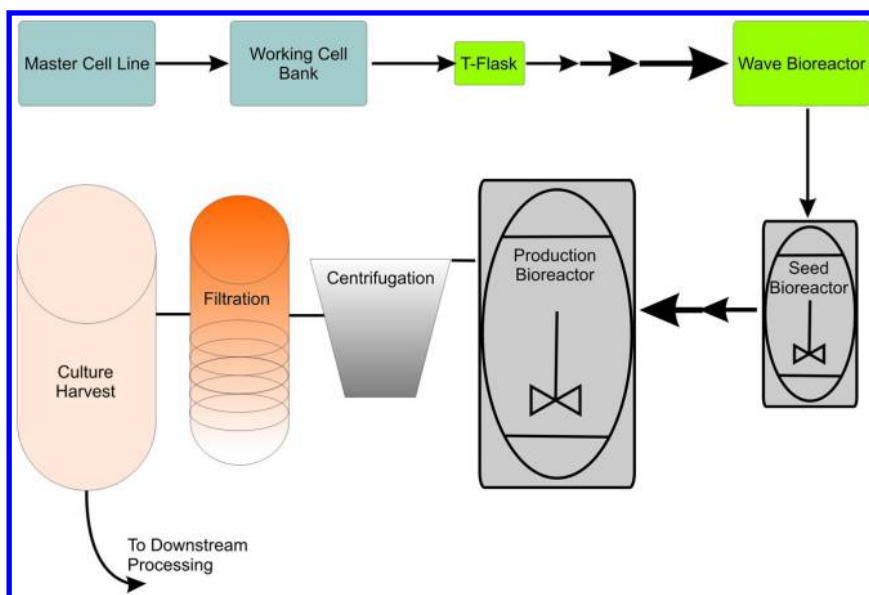 Master Cell Line
Working Cell
Bank
T-Flask
Wave Bioreactor
Production
Bioreactor
Seed
Bioreactor
Centrifugation
Filtration
Culture
Harvest
To Downstream
Processing